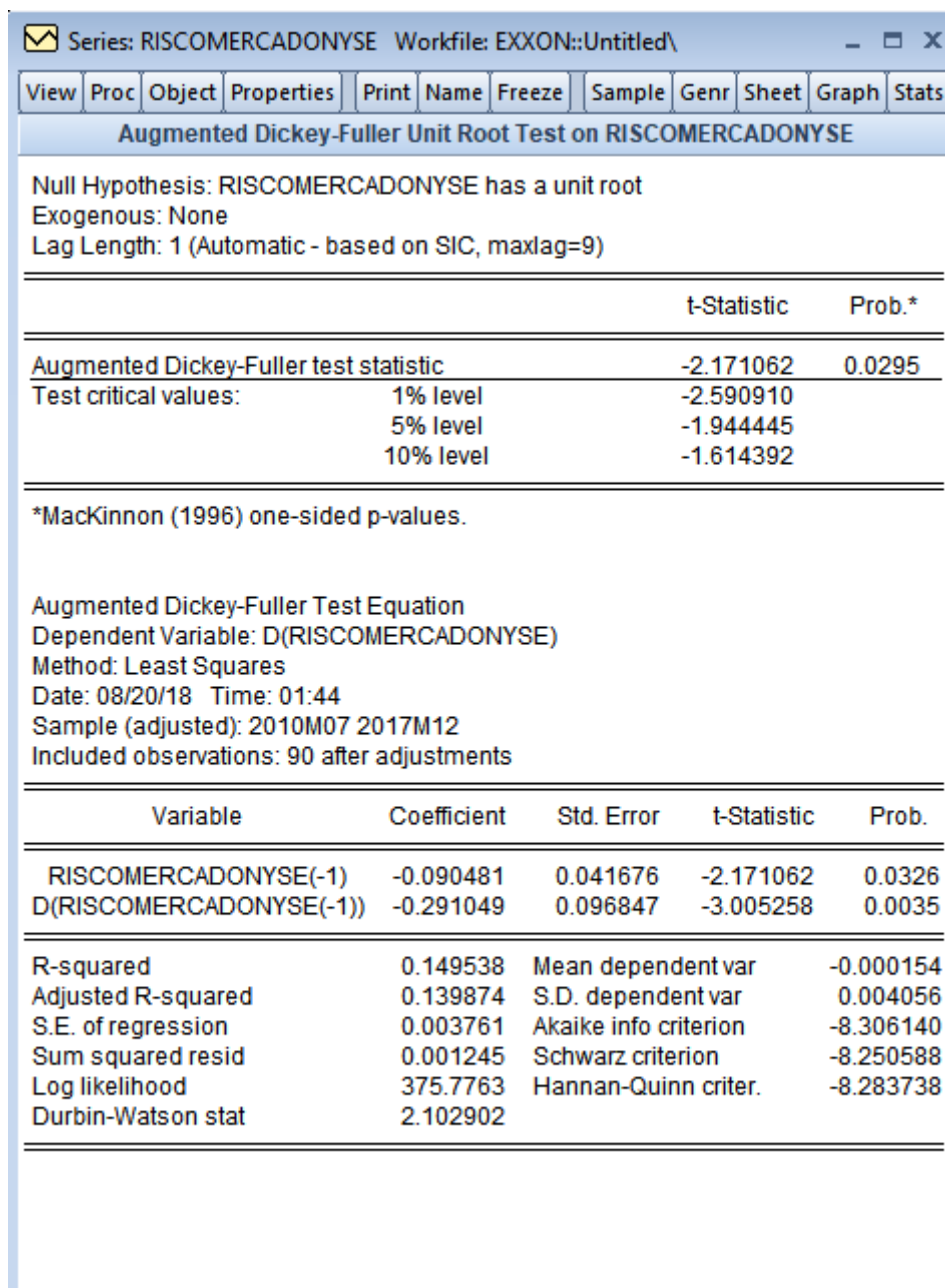 Series: RISCOMERCADONYSE Workfile: EXXON::Untitled\
View Proc Object Properties Print Name Freeze Sample Genr Sheet Graph Stats
Augmented Dickey-Fuller Unit Root Test on RISCOMERCADONYSE
Null Hypothesis: RISCOMERCADONYSE has a unit root
Exogenous: None
Lag Length: 1 (Automatic - based on SIC, maxlag=9)
t-Statistic Prob.*
Augmented Dickey-Fuller test statistic -2.171062 0.0295
Test critical values: 1% level -2.590910
5% level -1.944445
10% level -1.614392
*MacKinnon (1996) one-sided p-values.
Augmented Dickey-Fuller Test Equation
Dependent Variable: D(RISCOMERCADONYSE)
Method: Least Squares
Date: 08/20/18 Time: 01:44
Sample (adjusted): 2010M07 2017M12
Included observations: 90 after adjustments
Variable Coefficient Std. Error t-Statistic Prob.
RISCOMERCADONYSE(-1) -0.090481 0.041676 -2.171062 0.0326
D(RISCOMERCADONYSE(-1)) -0.291049 0.096847 -3.005258 0.0035
R-squared 0.149538 Mean dependent var -0.000154
Adjusted R-squared 0.139874 S.D. dependent var 0.004056
S.E. of regression 0.003761 Akaike info criterion -8.306140
Sum squared resid 0.001245 Schwarz criterion -8.250588
Log likelihood 375.7763 Hannan-Quinn criter. -8.283738
Durbin-Watson stat 2.102902